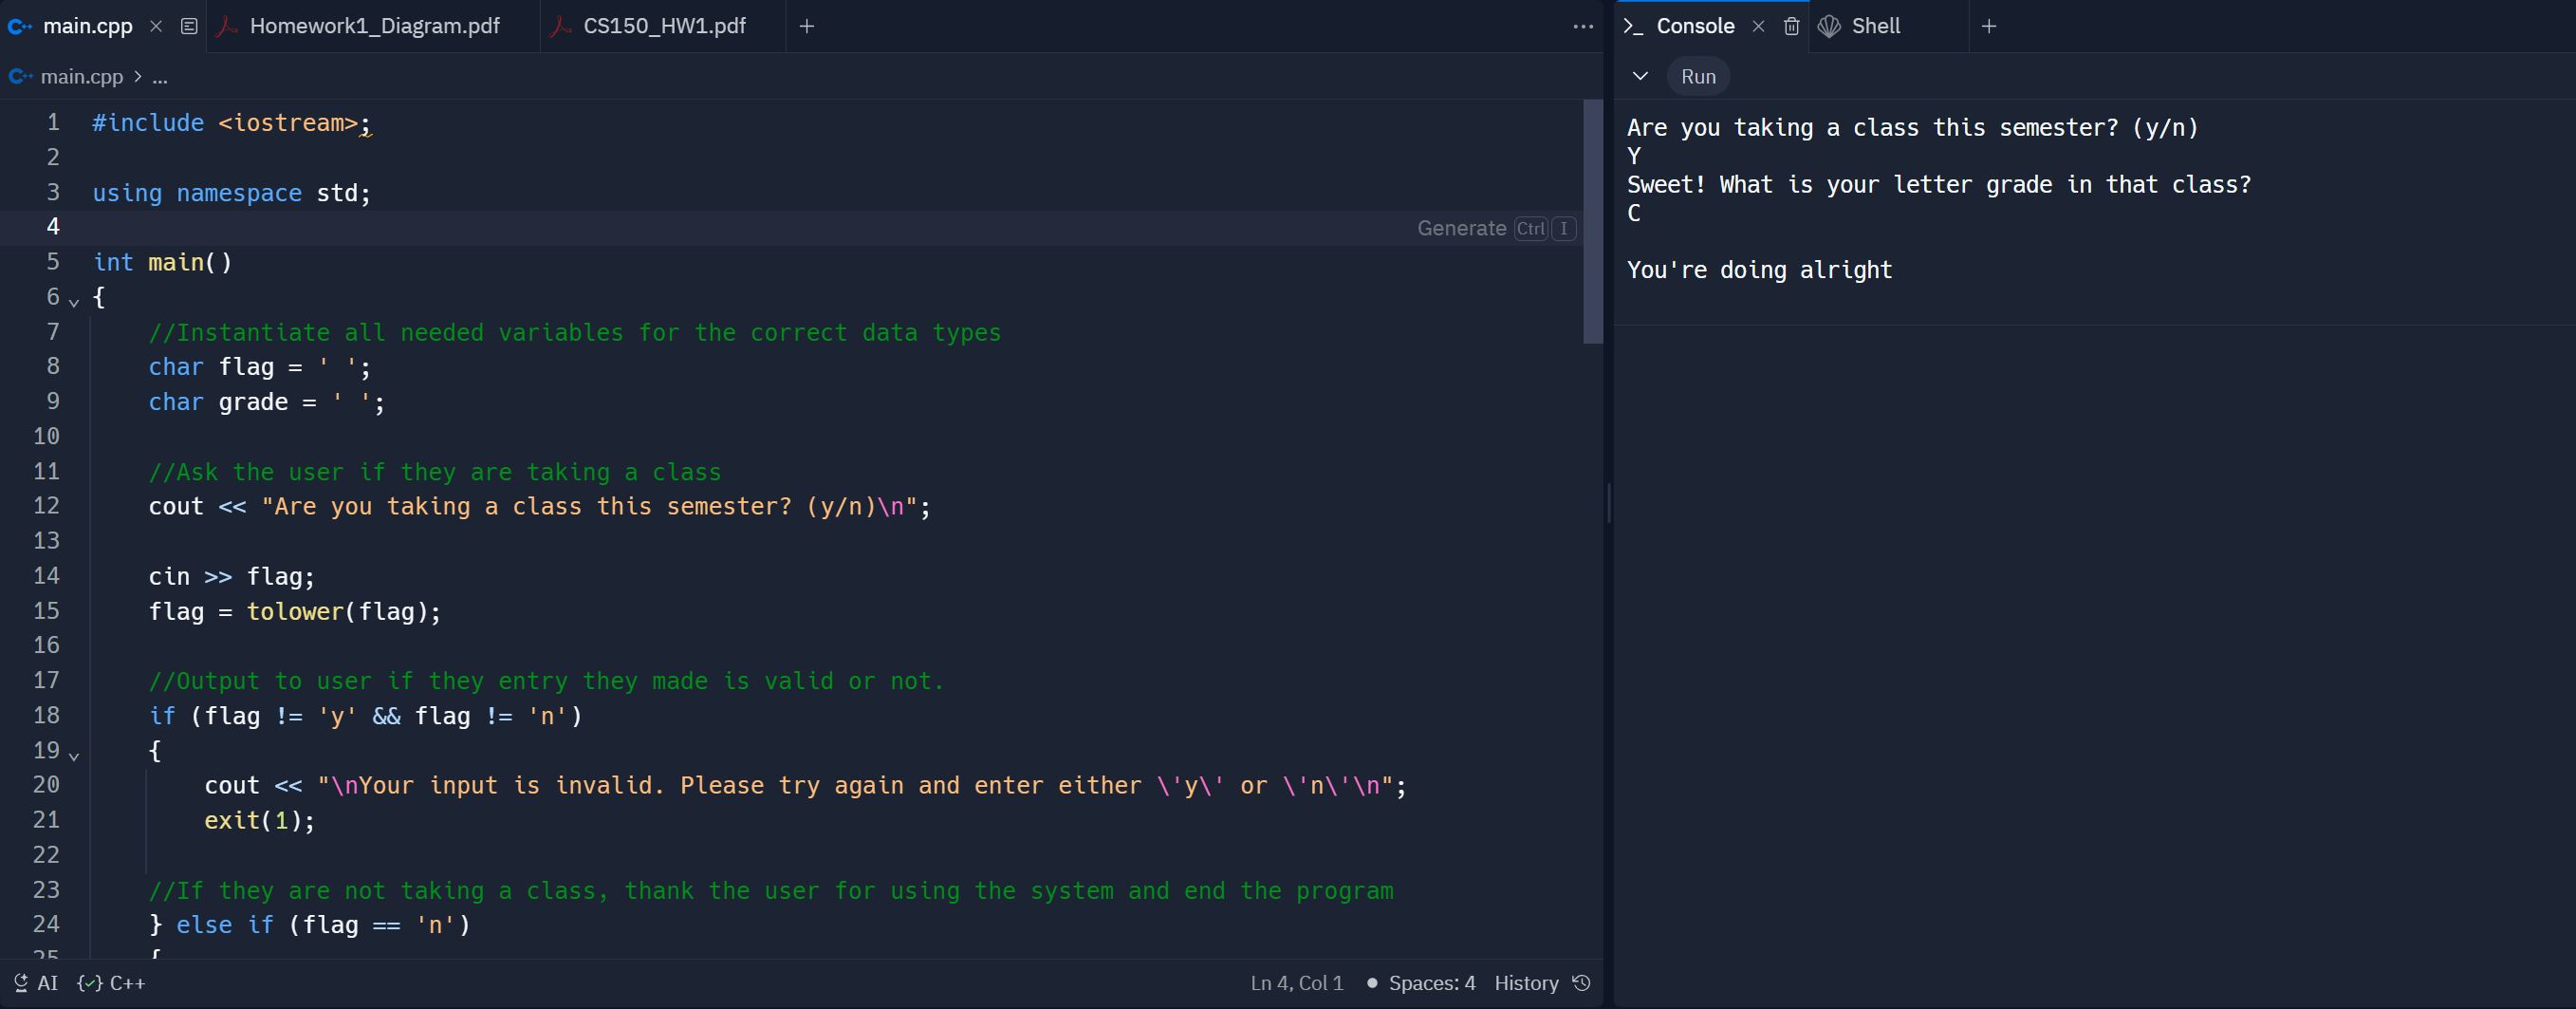 main.cpp
Homework1_Diagram.pdf
CS150_HW1.pdf
main.cpp > ...
1 #include <iostream>;
2
3 using namespace std;
4
Generate Ctrl I
5 int main()
6 {
7 //Instantiate all needed variables for the correct data types
8 char flag = ' ';
9 char grade = ' ';
10
11 //Ask the user if they are taking a class
12 cout << "Are you taking a class this semester? (y/n)\n";
13
14 cin >> flag;
15 flag = tolower(flag);
16
17 //Output to user if they entry they made is valid or not.
18 if (flag != 'y' && flag != 'n')
19 {
20 cout << "\nYour input is invalid. Please try again and enter either \'y\' or \'n\'\n";
21 exit(1);
22
23 //If they are not taking a class, thank the user for using the system and end the program
24 } else if (flag == 'n')
25 {
AI {✓} C++
Ln 4, Col 1 • Spaces: 4 History
>_ Console
Shell
Run
Are you taking a class this semester? (y/n)
Y
Sweet! What is your letter grade in that class?
C
You're doing alright